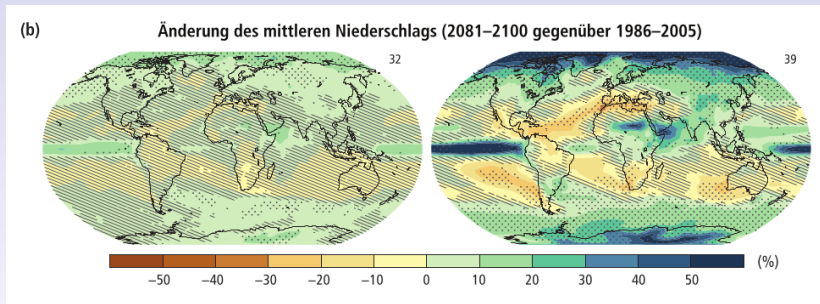 (b) Änderung des mittleren Niederschlags (2081–2100 gegenüber 1986–2005)
32 39
−50 −40 −30 −20 −10 0 10 20 30 40 50 (%)